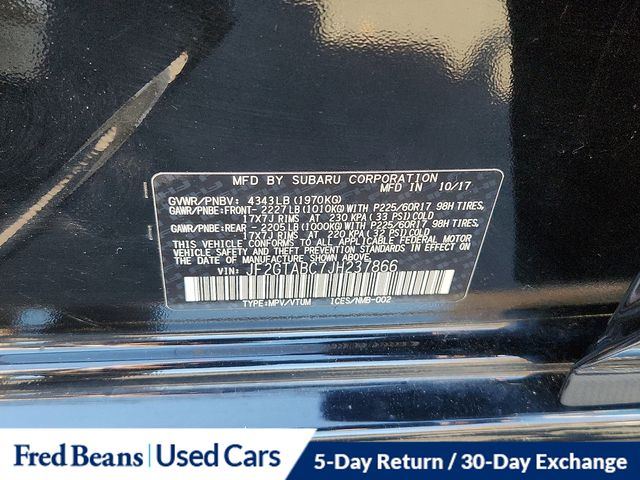 MFD BY SUBARU CORPORATION
MFD IN 10/17
GVWR/PNBV: 4343LB (1970KG)
GAWR/PNBE: FRONT- 2227LB (1010KG) WITH P225/60R17 98H TIRES,
17X7J RIMS AT 230 KPA (33 PSI) COLD
GAWR/PNBE: REAR - 2205LB (1000KG) WITH P225/60R17 98H TIRES,
17X7J RIMS AT 220 KPA (32 PSI) COLD
THIS VEHICLE CONFORMS TO ALL APPLICABLE FEDERAL MOTOR
VEHICLE SAFETY AND BUMPER STANDARDS IN EFFECT ON THE
DATE OF MANUFACTURE SHOWN ABOVE.
VIN: JF2GTABC7JH237866
TYPE:MPV/VTUM ICES/NMB-002
Fred Beans | Used Cars
5-Day Return / 30-Day Exchange